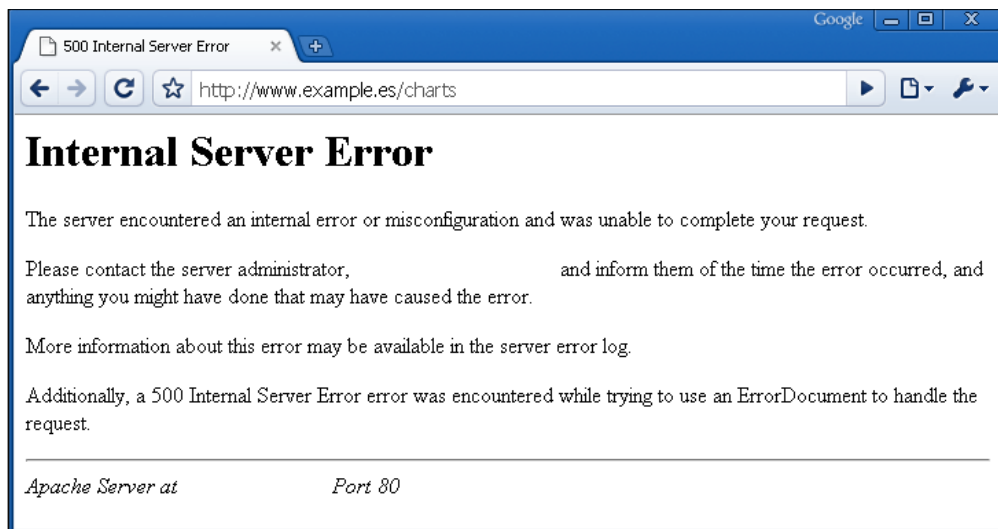 Google
500 Internal Server Error
http://www.example.es/charts
Internal Server Error
The server encountered an internal error or misconfiguration and was unable to complete your request.
Please contact the server administrator, and inform them of the time the error occurred, and
anything you might have done that may have caused the error.
More information about this error may be available in the server error log.
Additionally, a 500 Internal Server Error error was encountered while trying to use an ErrorDocument to handle the
request.
Apache Server at Port 80